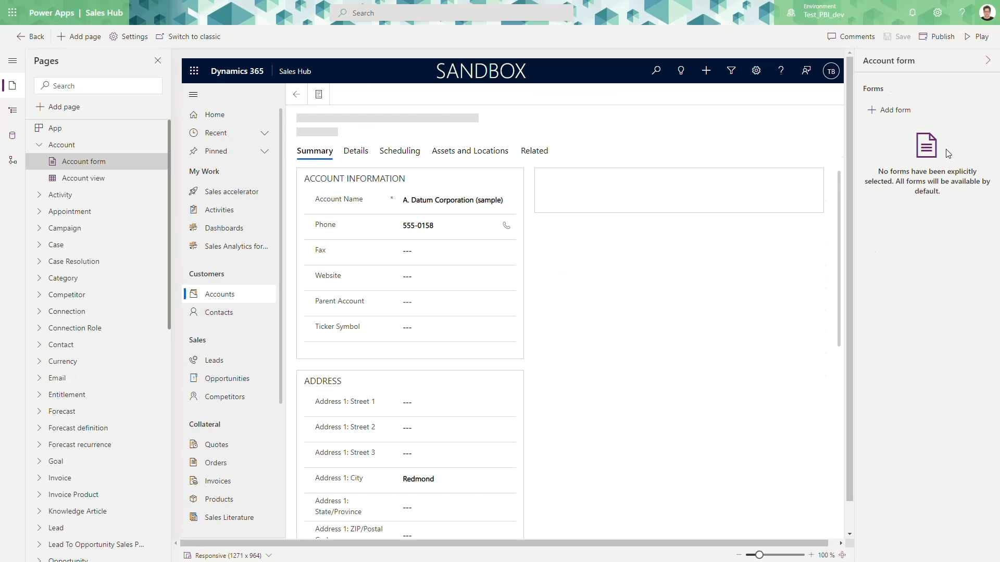 Power Apps | Sales Hub
Search
Environment
Test_PBI_dev
Back
Add page
Settings
Switch to classic
Comments
Save
Publish
Play
Pages
Search
Add page
App
Account
Account form
Account view
Activity
Appointment
Campaign
Case
Case Resolution
Category
Competitor
Connection
Connection Role
Contact
Currency
Email
Entitlement
Forecast
Forecast definition
Forecast recurrence
Goal
Invoice
Invoice Product
Knowledge Article
Lead
Lead To Opportunity Sales P...
Opportunity
Dynamics 365
Sales Hub
SANDBOX
TB
Home
Recent
Pinned
My Work
Sales accelerator
Activities
Dashboards
Sales Analytics for...
Customers
Accounts
Contacts
Sales
Leads
Opportunities
Competitors
Collateral
Quotes
Orders
Invoices
Products
Sales Literature
Summary
Details
Scheduling
Assets and Locations
Related
ACCOUNT INFORMATION
Account Name * A. Datum Corporation (sample)
Phone 555-0158
Fax ---
Website ---
Parent Account ---
Ticker Symbol ---
ADDRESS
Address 1: Street 1 ---
Address 1: Street 2 ---
Address 1: Street 3 ---
Address 1: City Redmond
Address 1:
State/Province ---
Address 1: ZIP/Postal
---
Responsive (1271 x 964)
100 %
Account form
Forms
Add form
No forms have been explicitly
selected. All forms will be available by
default.